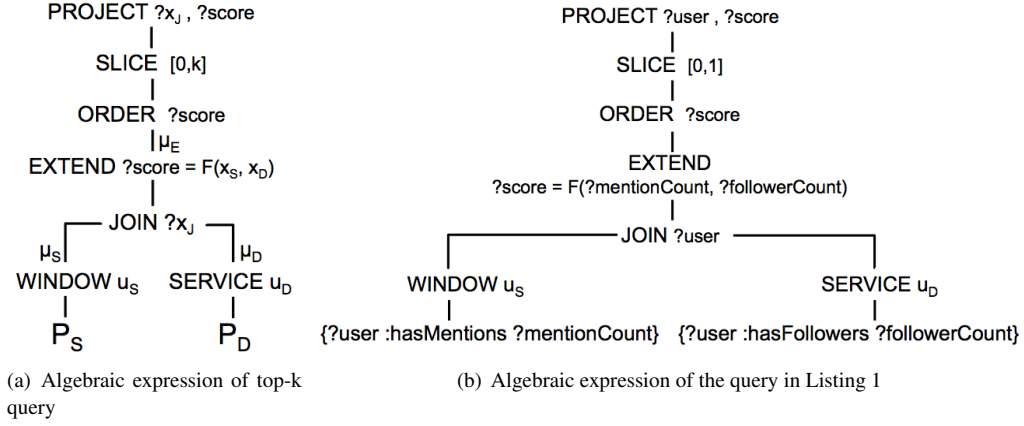 PROJECT ?xJ , ?score
SLICE [0,k]
ORDER ?score
μE
EXTEND ?score = F(xS, xD)
JOIN ?xJ
μS μD
WINDOW uS SERVICE uD
PS PD
(a) Algebraic expression of top-k
query
PROJECT ?user , ?score
SLICE [0,1]
ORDER ?score
EXTEND
?score = F(?mentionCount, ?followerCount)
JOIN ?user
WINDOW uS SERVICE uD
{?user :hasMentions ?mentionCount} {?user :hasFollowers ?followerCount}
(b) Algebraic expression of the query in Listing 1